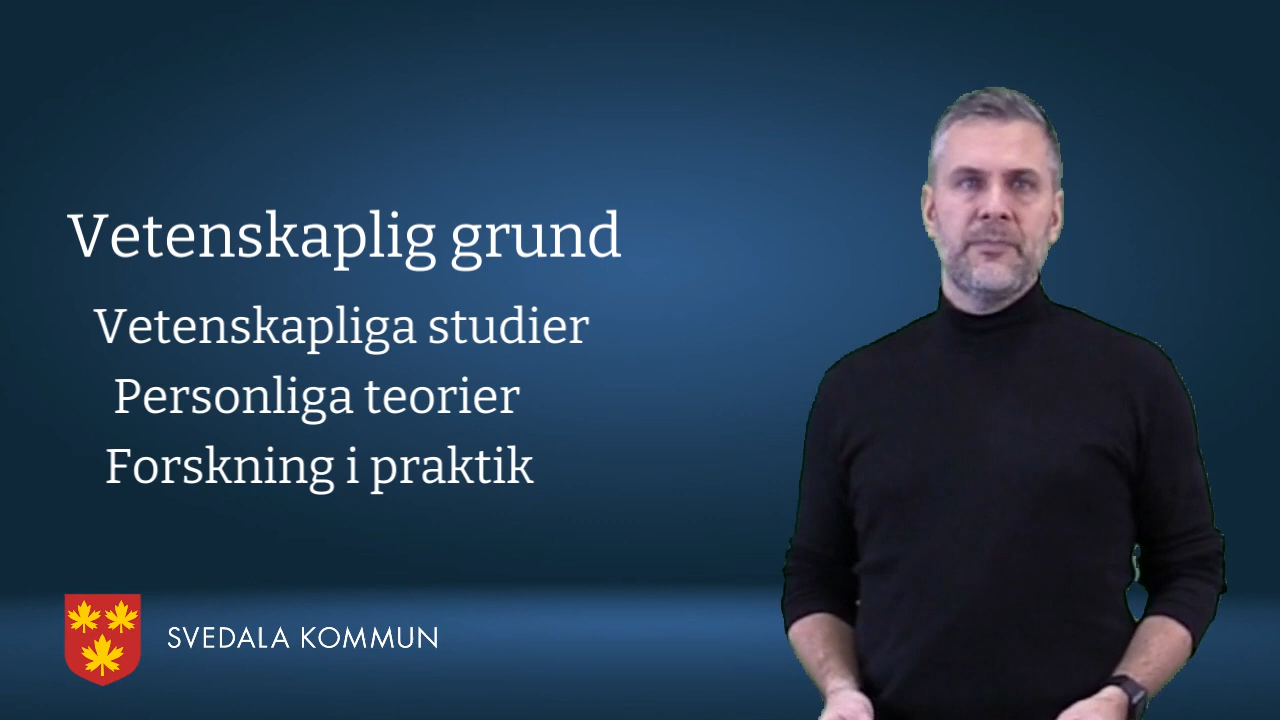 Vetenskaplig grund
Vetenskapliga studier
Personliga teorier
Forskning i praktik
SVEDALA KOMMUN